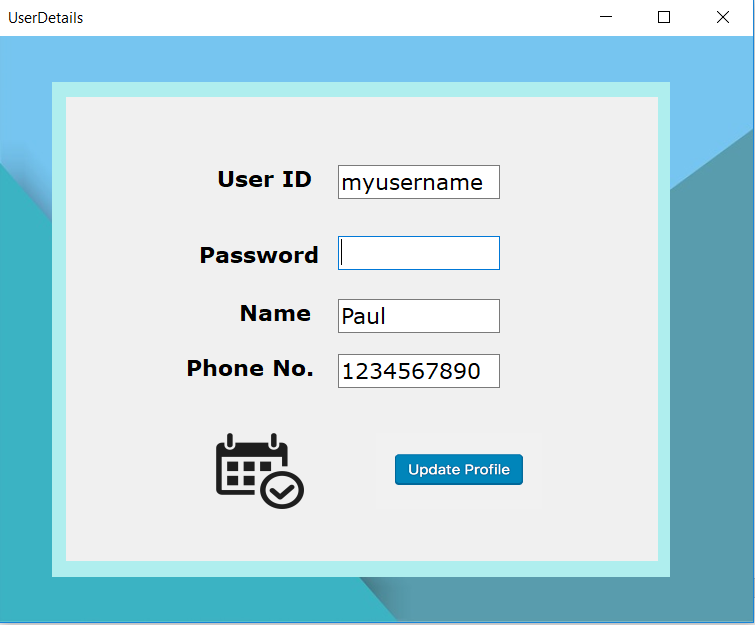 UserDetails
User ID myusername
Password
Name Paul
Phone No. 1234567890
Update Profile